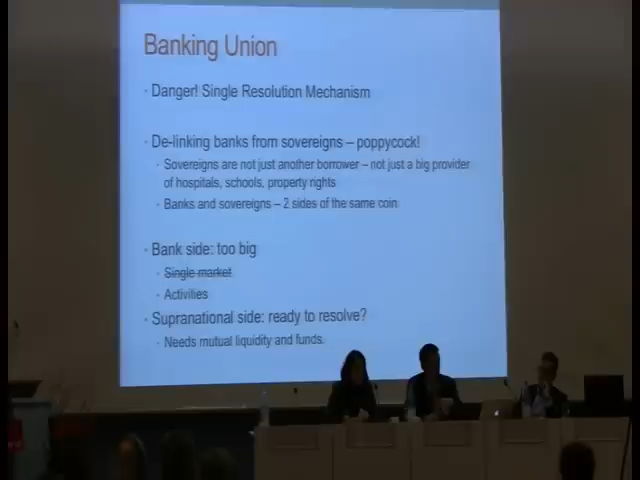 Banking Union
· Danger! Single Resolution Mechanism
· De-linking banks from sovereigns – poppycock!
· Sovereigns are not just another borrower – not just a big provider
of hospitals, schools, property rights
· Banks and sovereigns – 2 sides of the same coin
· Bank side: too big
· Single market
· Activities
· Supranational side: ready to resolve?
· Needs mutual liquidity and funds.